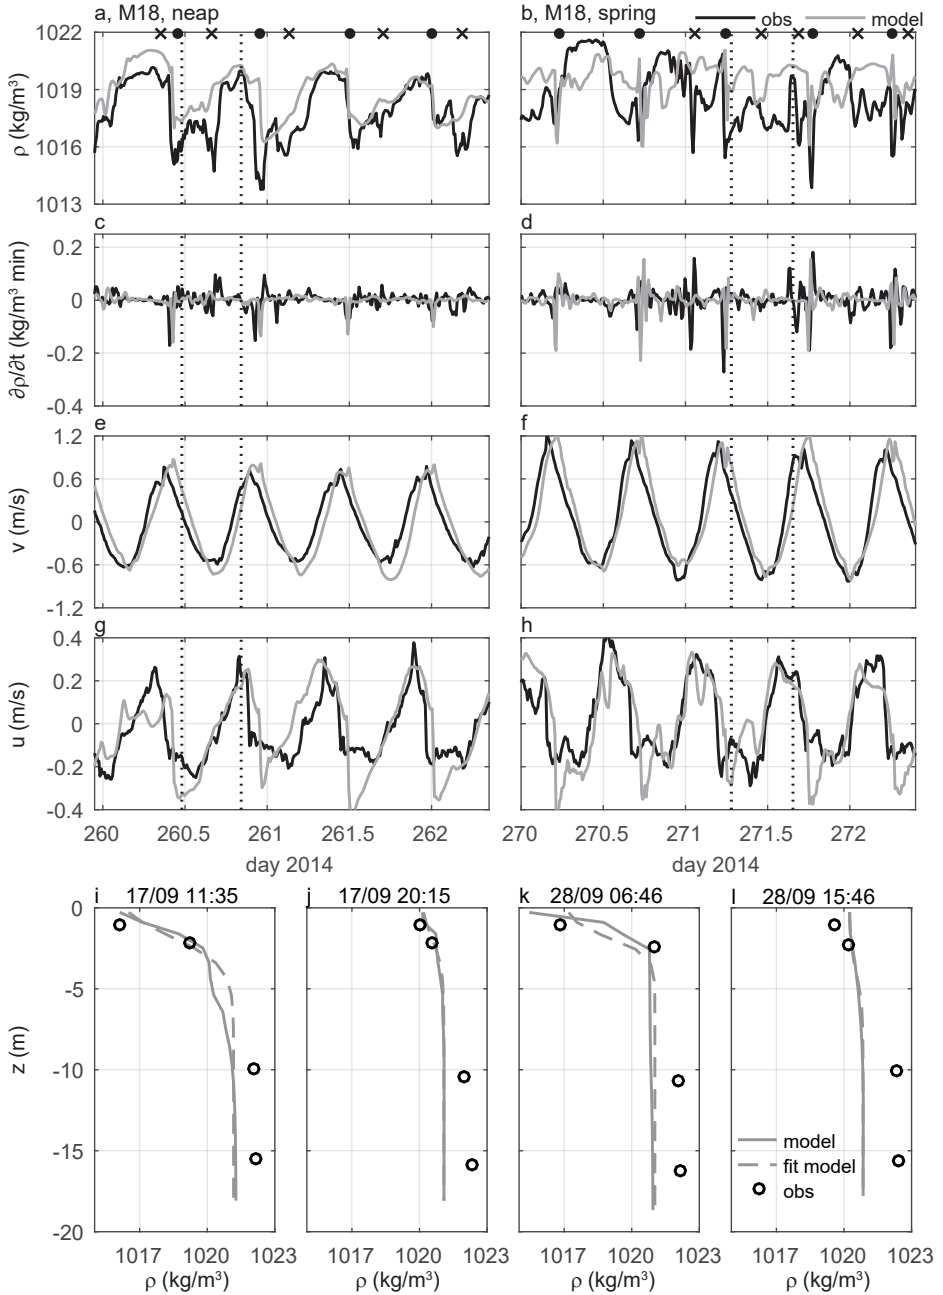 a, M18, neap
b, M18, spring
obs
model
1022
1019
1016
1013
ρ (kg/m³)
c
d
0.2
0
-0.2
-0.4
∂ρ/∂t (kg/m³ min)
e
f
1.2
0.6
0
-0.6
-1.2
v (m/s)
g
h
0.4
0.2
0
-0.2
-0.4
u (m/s)
260 260.5 261 261.5 262
270 270.5 271 271.5 272
day 2014
day 2014
i 17/09 11:35
j 17/09 20:15
k 28/09 06:46
l 28/09 15:46
0
-5
-10
-15
-20
z (m)
model
fit model
obs
1017 1020 1023
1017 1020 1023
1017 1020 1023
1017 1020 1023
ρ (kg/m³)
ρ (kg/m³)
ρ (kg/m³)
ρ (kg/m³)